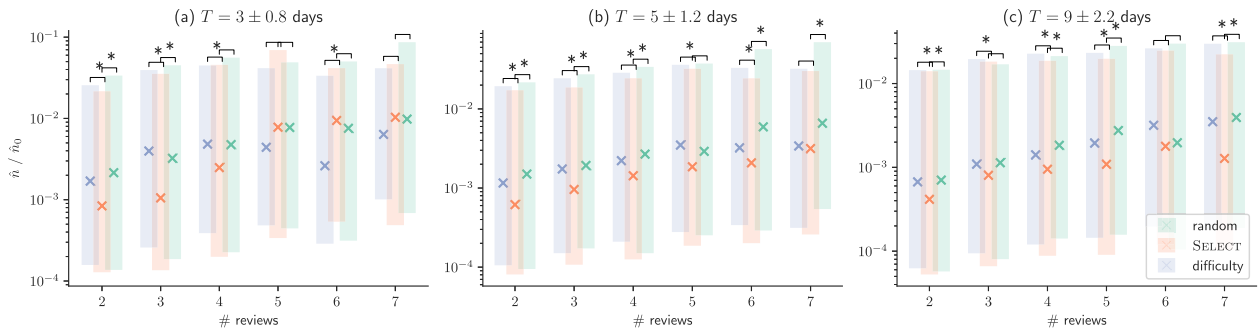 (a) T = 3 ± 0.8 days
(b) T = 5 ± 1.2 days
(c) T = 9 ± 2.2 days
n̂ / n̂₀
10⁻¹
10⁻²
10⁻³
10⁻⁴
10⁻²
10⁻³
10⁻⁴
10⁻²
10⁻³
10⁻⁴
* * * * * * *
* * * * * * * *
* * * * * * * * *
2 3 4 5 6 7
2 3 4 5 6 7
2 3 4 5 6 7
# reviews
# reviews
# reviews
random
SELECT
difficulty